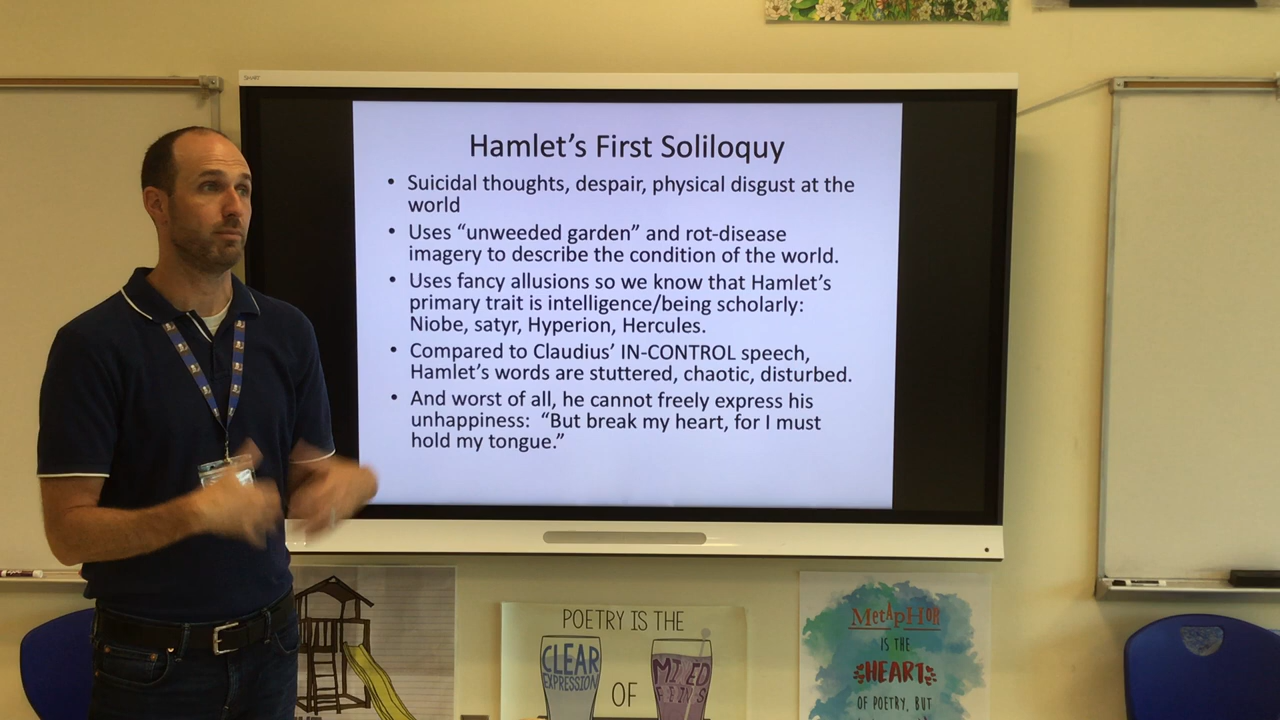 SMART
Hamlet’s First Soliloquy
• Suicidal thoughts, despair, physical disgust at the
world
• Uses “unweeded garden” and rot-disease
imagery to describe the condition of the world.
• Uses fancy allusions so we know that Hamlet’s
primary trait is intelligence/being scholarly:
Niobe, satyr, Hyperion, Hercules.
• Compared to Claudius’ IN-CONTROL speech,
Hamlet’s words are stuttered, chaotic, disturbed.
• And worst of all, he cannot freely express his
unhappiness: “But break my heart, for I must
hold my tongue.”
POETRY IS THE
CLEAR
EXPRESSION
OF
MIXED
MetApHoR
IS THE
HEART
OF POETRY, BUT